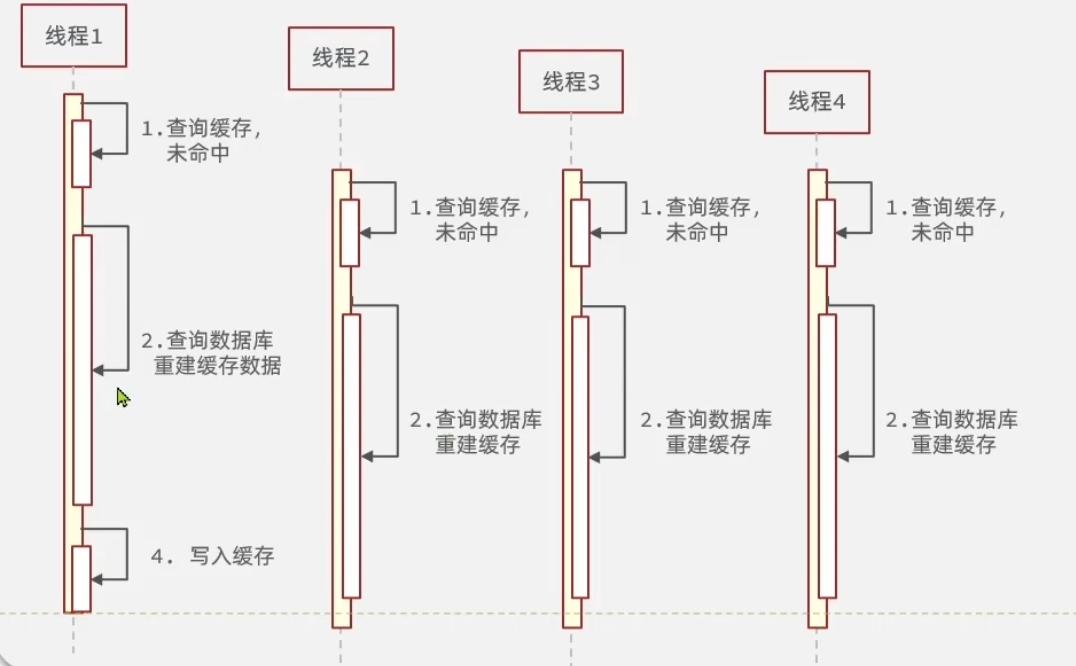 线程1
线程2
线程3
线程4
1.查询缓存,
未命中
2.查询数据库
重建缓存数据
4. 写入缓存
1.查询缓存,
未命中
2.查询数据库
重建缓存
1.查询缓存,
未命中
2.查询数据库
重建缓存
1.查询缓存,
未命中
2.查询数据库
重建缓存